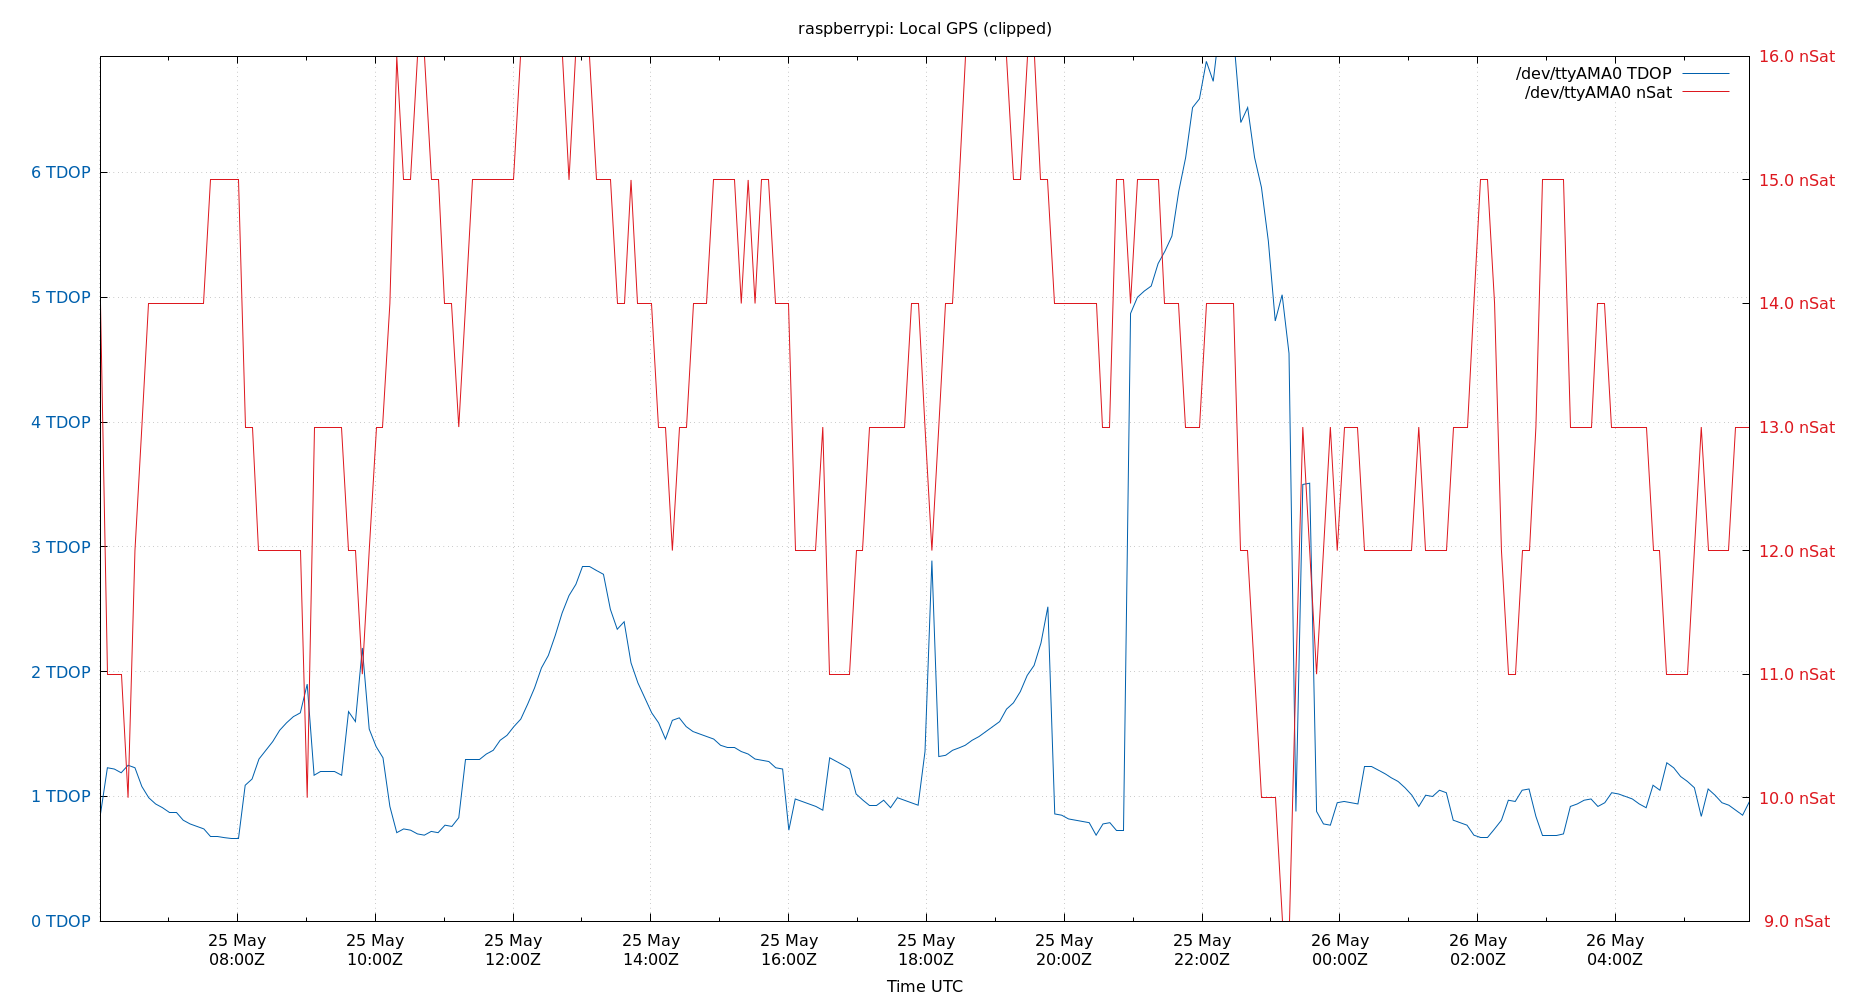 raspberrypi: Local GPS (clipped)
/dev/ttyAMA0 TDOP
/dev/ttyAMA0 nSat
6 TDOP
5 TDOP
4 TDOP
3 TDOP
2 TDOP
1 TDOP
0 TDOP
16.0 nSat
15.0 nSat
14.0 nSat
13.0 nSat
12.0 nSat
11.0 nSat
10.0 nSat
9.0 nSat
25 May
08:00Z
25 May
10:00Z
25 May
12:00Z
25 May
14:00Z
25 May
16:00Z
25 May
18:00Z
25 May
20:00Z
25 May
22:00Z
26 May
00:00Z
26 May
02:00Z
26 May
04:00Z
Time UTC